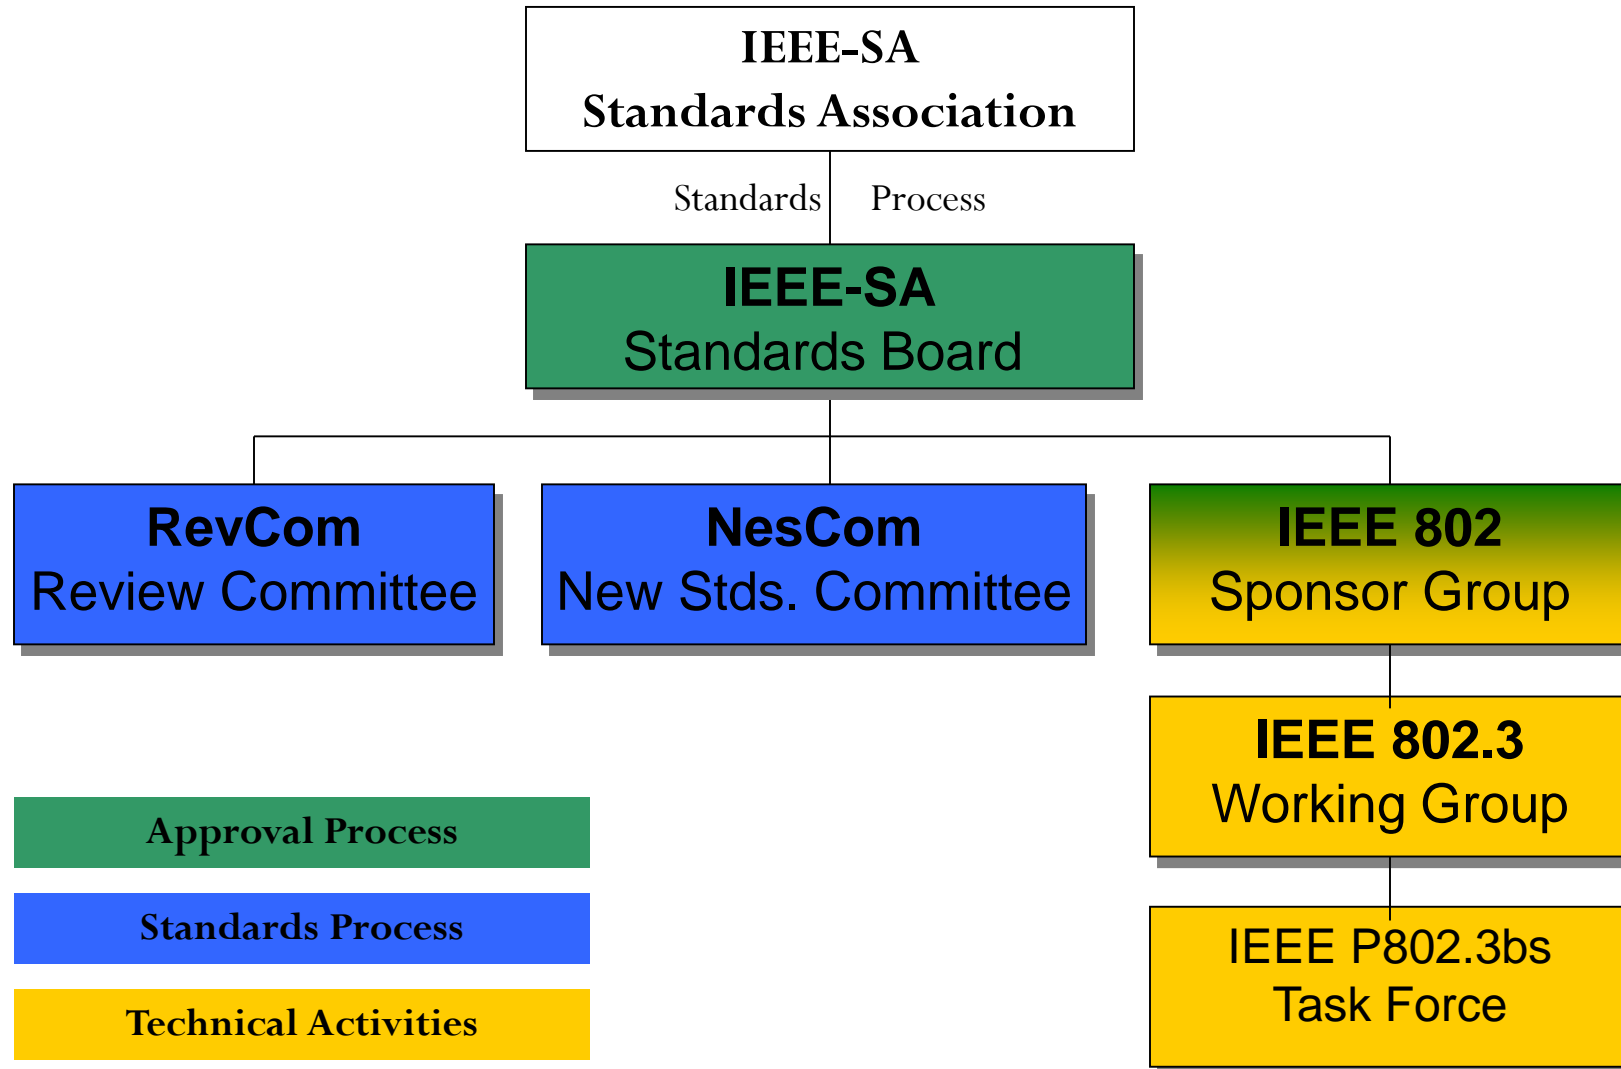 IEEE-SA
Standards Association
Standards Process
IEEE-SA
Standards Board
RevCom
Review Committee
NesCom
New Stds. Committee
IEEE 802
Sponsor Group
IEEE 802.3
Working Group
IEEE P802.3bs
Task Force
Approval Process
Standards Process
Technical Activities